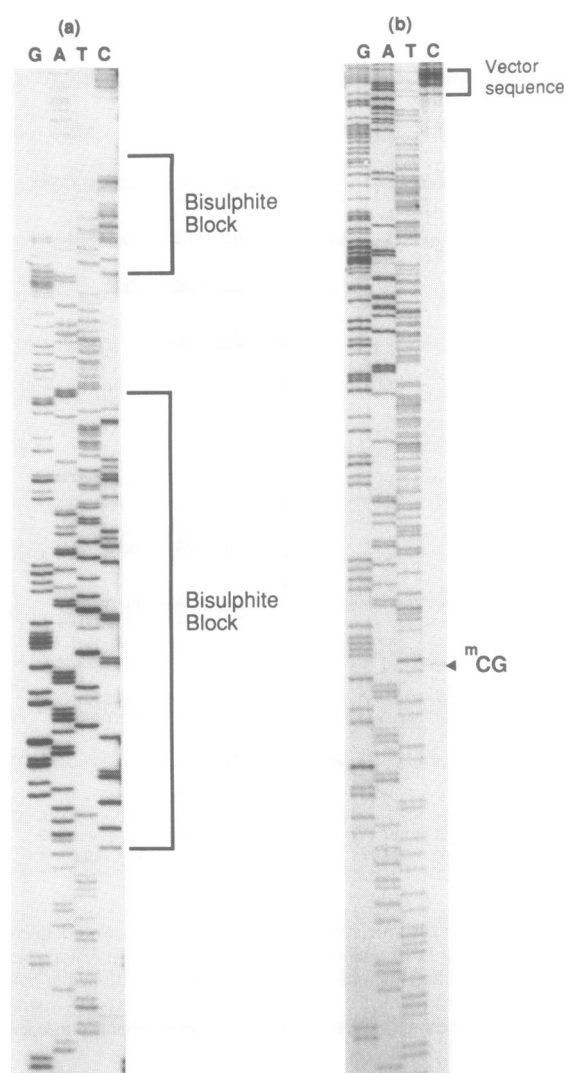 (a)
G A T C
Bisulphite
Block
Bisulphite
Block
(b)
G A T C
Vector
sequence
mCG